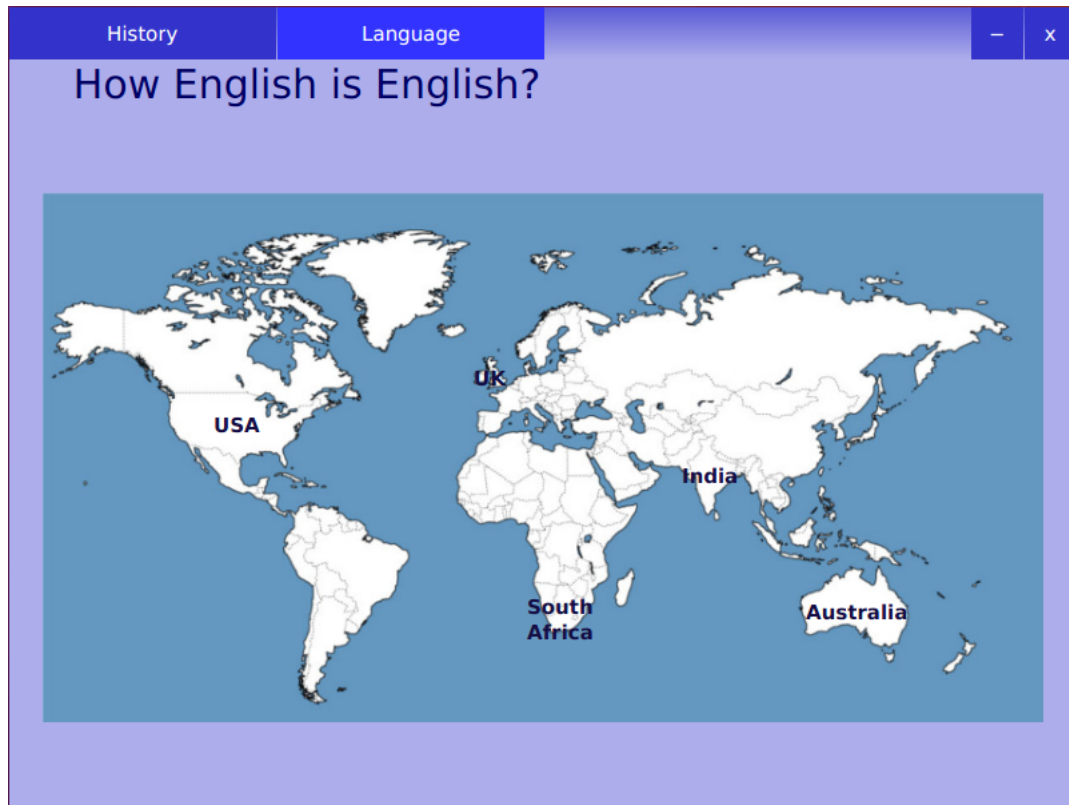 History Language − x
How English is English?
UK
USA
India
South
Africa
Australia